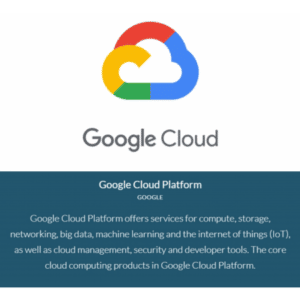 Google Cloud
Google Cloud Platform
GOOGLE
Google Cloud Platform offers services for compute, storage,
networking, big data, machine learning and the internet of things (IoT),
as well as cloud management, security and developer tools. The core
cloud computing products in Google Cloud Platform.